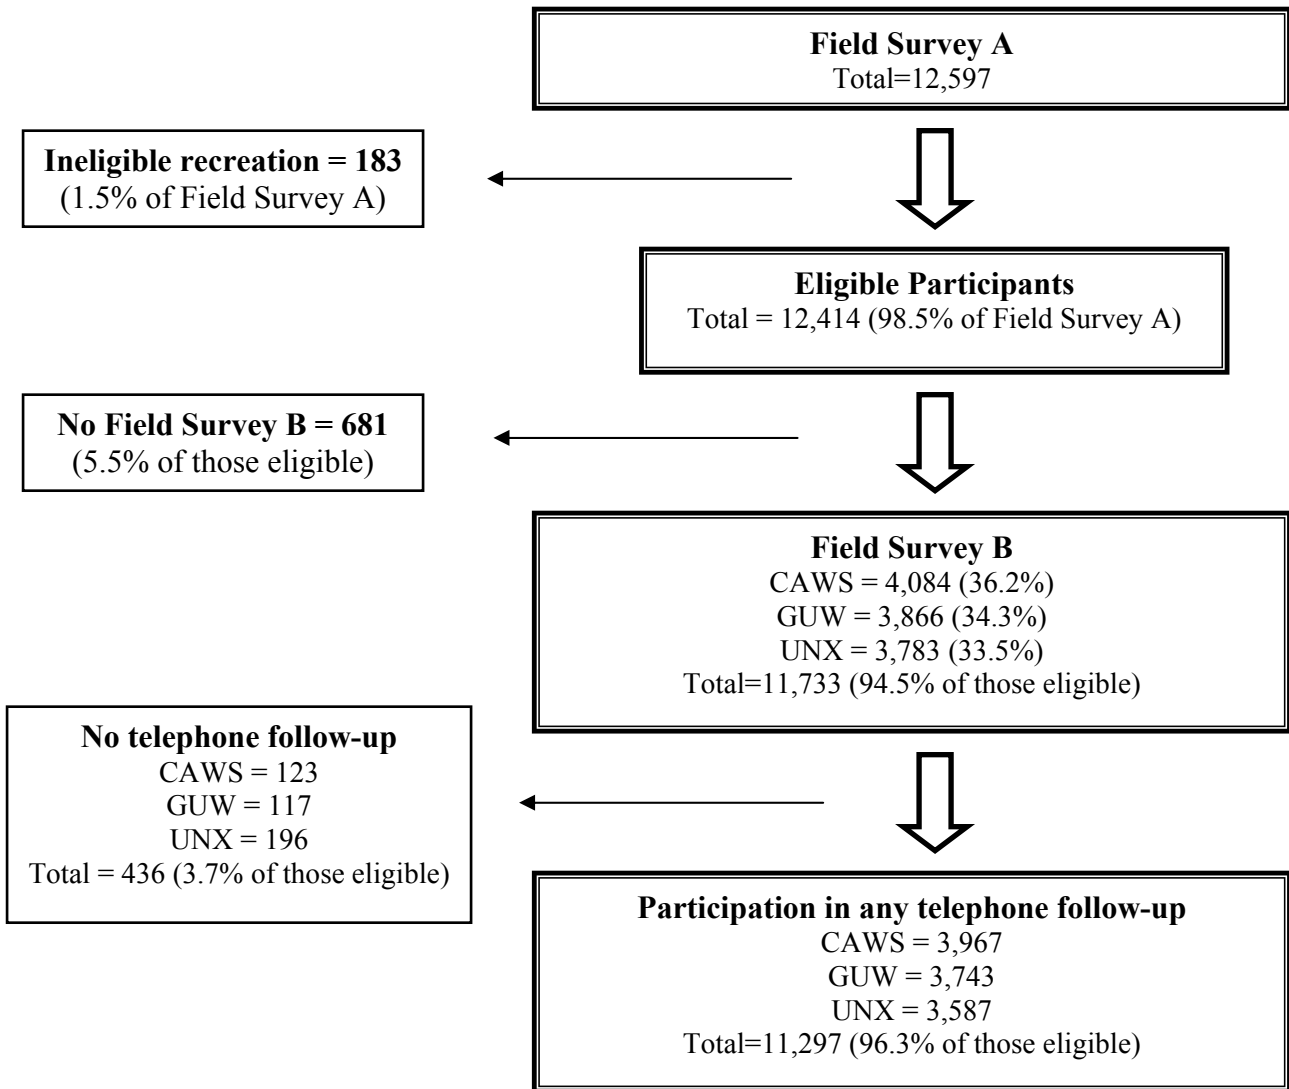 Field Survey A
Total=12,597
Ineligible recreation = 183
(1.5% of Field Survey A)
Eligible Participants
Total = 12,414 (98.5% of Field Survey A)
No Field Survey B = 681
(5.5% of those eligible)
Field Survey B
CAWS = 4,084 (36.2%)
GUW = 3,866 (34.3%)
UNX = 3,783 (33.5%)
Total=11,733 (94.5% of those eligible)
No telephone follow-up
CAWS = 123
GUW = 117
UNX = 196
Total = 436 (3.7% of those eligible)
Participation in any telephone follow-up
CAWS = 3,967
GUW = 3,743
UNX = 3,587
Total=11,297 (96.3% of those eligible)